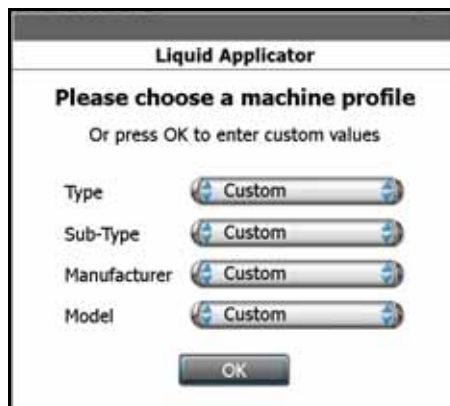 Liquid Applicator
Please choose a machine profile
Or press OK to enter custom values
Type Custom
Sub-Type Custom
Manufacturer Custom
Model Custom
OK